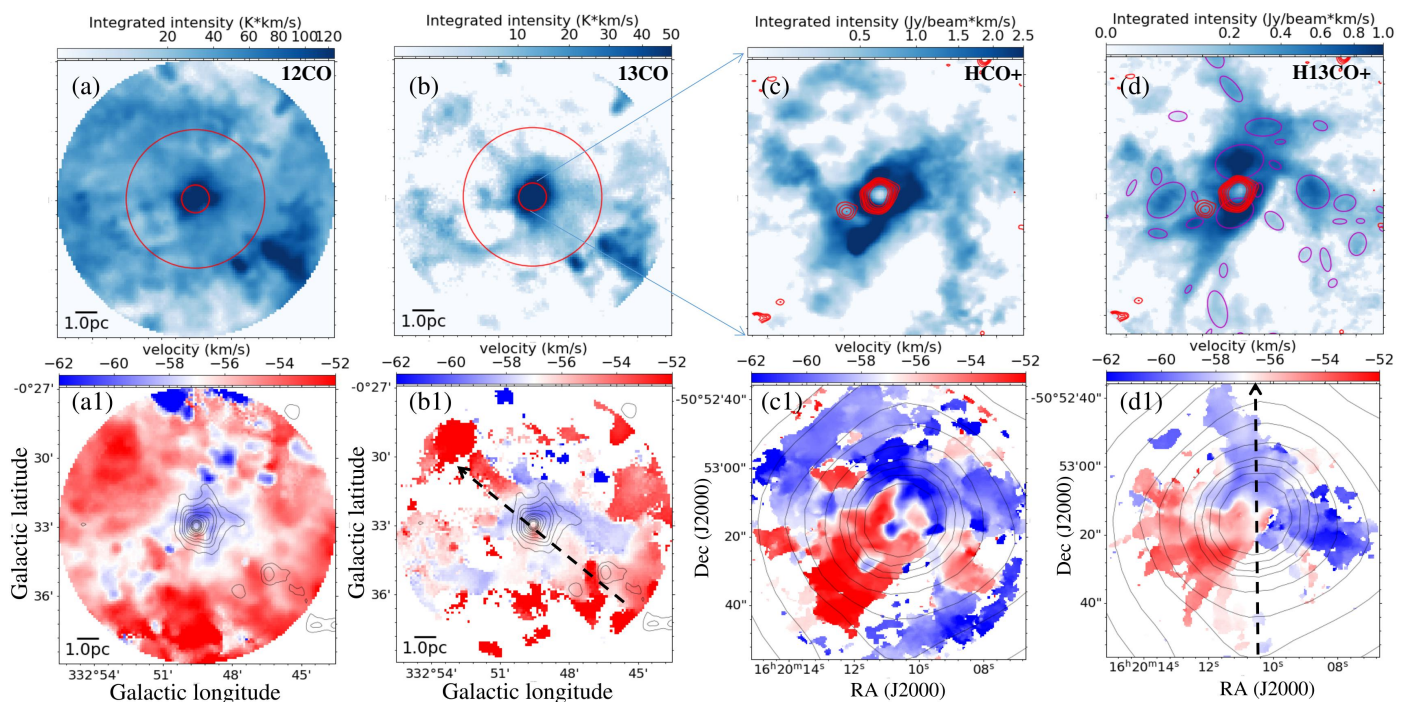 Integrated intensity (K*km/s)
20 40 60 80 100 120
12CO
(a)
1.0pc
Integrated intensity (K*km/s)
10 20 30 40 50
13CO
(b)
1.0pc
Integrated intensity (Jy/beam*km/s)
0.5 1.0 1.5 2.0 2.5
HCO+
(c)
Integrated intensity (Jy/beam*km/s)
0.0 0.2 0.4 0.6 0.8 1.0
H13CO+
(d)
velocity (km/s)
−62 −60 −58 −56 −54 −52
(a1)
-0°27'
30'
33'
36'
Galactic latitude
1.0pc
332°54' 51' 48' 45'
Galactic longitude
velocity (km/s)
−62 −60 −58 −56 −54 −52
(b1)
-0°27'
30'
33'
36'
Galactic latitude
1.0pc
332°54' 51' 48' 45'
Galactic longitude
velocity (km/s)
−62 −60 −58 −56 −54 −52
(c1)
-50°52'40"
53'00"
20"
40"
Dec (J2000)
16ʰ20ᵐ14ˢ 12ˢ 10ˢ 08ˢ
RA (J2000)
velocity (km/s)
−62 −60 −58 −56 −54 −52
(d1)
-50°52'40"
53'00"
20"
40"
Dec (J2000)
16ʰ20ᵐ14ˢ 12ˢ 10ˢ 08ˢ
RA (J2000)